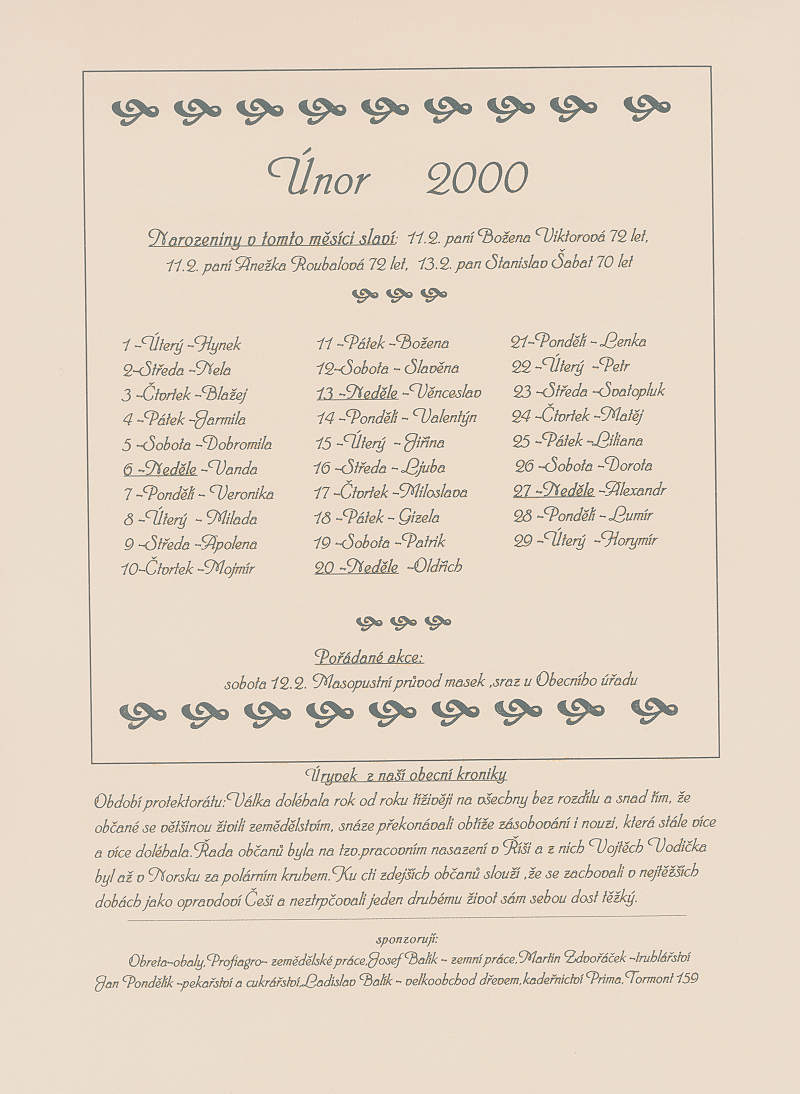 Únor 2000
Narozeniny v tomto měsíci slaví: 11.2. paní Božena Viktorová 72 let,
11.2. paní Anežka Roubalová 72 let, 13.2. pan Stanislav Šabat 70 let
1 -Úterý -Hynek
2-Středa -Nela
3 -Čtvrtek -Blažej
4 -Pátek -Jarmila
5 -Sobota -Dobromila
6 -Neděle -Vanda
7 -Pondělí - Veronika
8 -Úterý - Milada
9 -Středa -Apolena
10-Čtvrtek -Mojmír
11 -Pátek -Božena
12-Sobota - Slavěna
13 -Neděle -Věnceslav
14 -Pondělí - Valentýn
15 -Úterý - Jiřina
16 -Středa - Ljuba
17 -Čtvrtek -Miloslava
18 -Pátek - Gizela
19 -Sobota -Patrik
20 -Neděle -Oldřich
21-Pondělí - Lenka
22 -Úterý -Petr
23 -Středa -Svatopluk
24 -Čtvrtek -Matěj
25 -Pátek -Liliana
26 -Sobota -Dorota
27 -Neděle -Alexandr
28 -Pondělí - Lumír
29 -Úterý -Horymír
Pořádané akce:
sobota 12.2. Masopustní průvod masek ,sraz u Obecního úřadu
Úryvek z naší obecní kroniky
Období protektorátu:Válka doléhala rok od roku tíživěji na všechny bez rozdílu a snad tím, že
občané se většinou živili zemědělstvím, snáze překonávali obtíže zásobování i nouzi, která stále více
a více doléhala.Řada občanů byla na tzv.pracovním nasazení v Říši a z nich Vojtěch Vodička
byl až v Norsku za polárním kruhem.Ku cti zdejších občanů slouží ,že se zachovali v nejtěžších
dobách jako opravdoví Češi a neztrpčovali jeden druhému život sám sebou dost těžký.
sponzorují:
Obreta-obaly,Profiagro- zemědělské práce,Josef Balík - zemní práce,Martin Zdvořáček -truhlářství
Jan Pondělík -pekařství a cukrářství,Ladislav Balík - velkoobchod dřevem,kadeřnictví Prima,Tormont 159